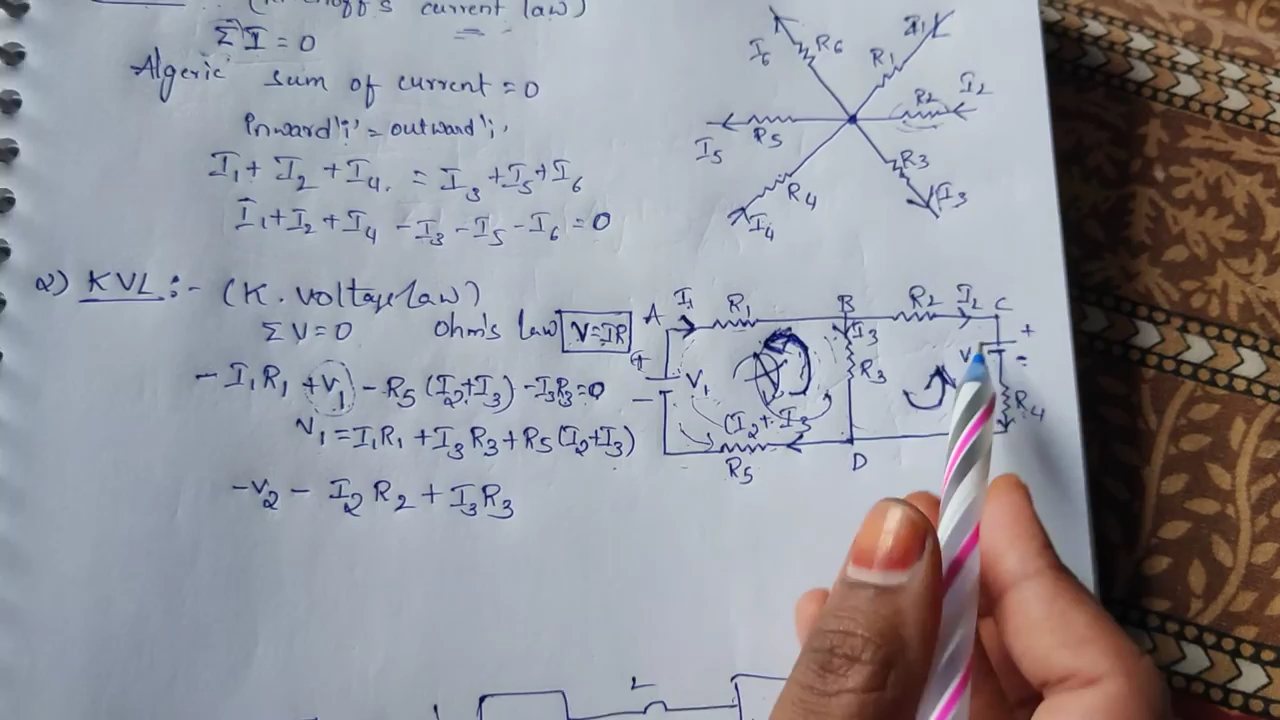 current law)
ΣI = 0
Algeric sum of current = 0
Inward 'i' = outward 'i',
I₁ + I₂ + I₄. = I₃ + I₅ + I₆
I₁ + I₂ + I₄ - I₃ - I₅ - I₆ = 0
I₆ R₆ R₁ I₁
R₂ I₂
I₅ R₅
R₃ I₃
R₄ I₄
2) KVL :- (K. voltage law)
ΣV = 0 ohm's law V=IR
- I₁R₁ + V₁ - R₅ (I₂+I₃) - I₃R₃ = 0
V₁ = I₁R₁ + I₃R₃ + R₅ (I₂+I₃)
-V₂ - I₂R₂ + I₃R₃
A I₁ R₁ B R₂ I₂ C
I₃
+ V₁ - R₃ + V - R₄
(I₂ + I₃
R₅ D
L